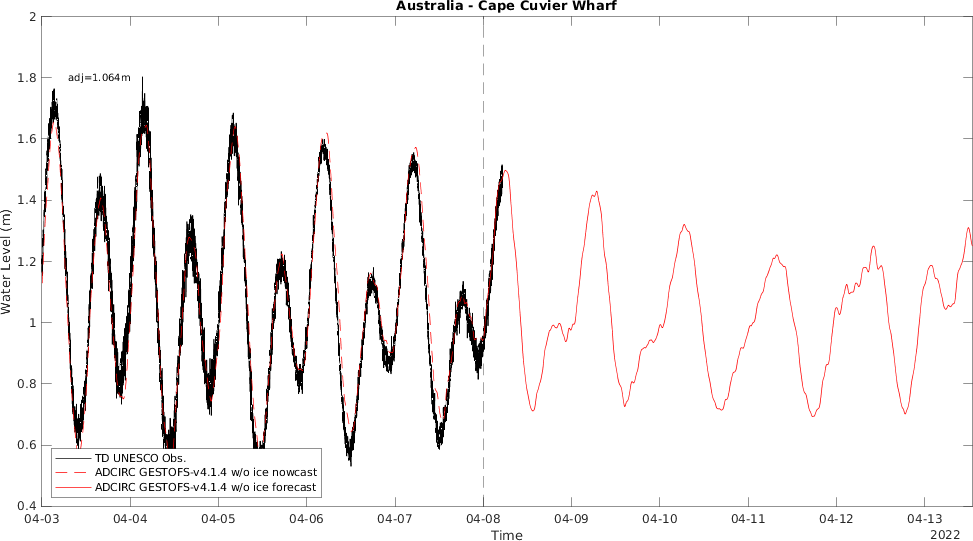 Australia - Cape Cuvier Wharf
2
1.8
1.6
1.4
1.2
1
0.8
0.6
0.4
Water Level (m)
adj=1.064m
TD UNESCO Obs.
ADCIRC GESTOFS-v4.1.4 w/o ice nowcast
ADCIRC GESTOFS-v4.1.4 w/o ice forecast
04-03 04-04 04-05 04-06 04-07 04-08 04-09 04-10 04-11 04-12 04-13
Time
2022